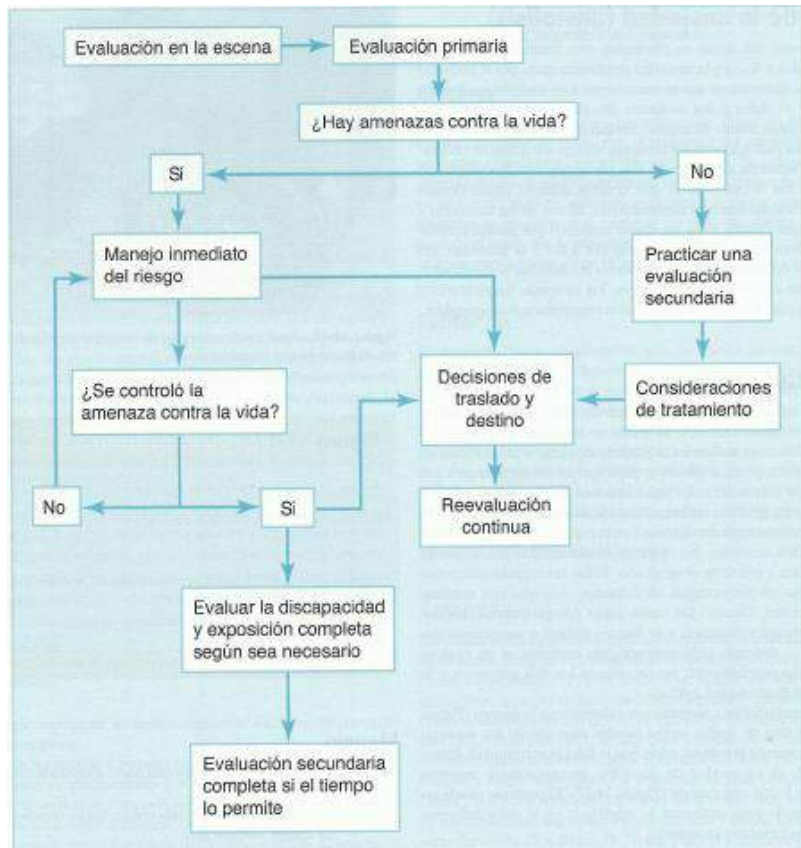 Evaluación en la escena
Evaluación primaria
¿Hay amenazas contra la vida?
Sí
No
Manejo inmediato
del riesgo
Practicar una
evaluación
secundaria
¿Se controló la
amenaza contra la vida?
Decisiones de
traslado y
destino
Consideraciones
de tratamiento
No
Sí
Reevaluación
continua
Evaluar la discapacidad
y exposición completa
según sea necesario
Evaluación secundaria
completa si el tiempo
lo permite